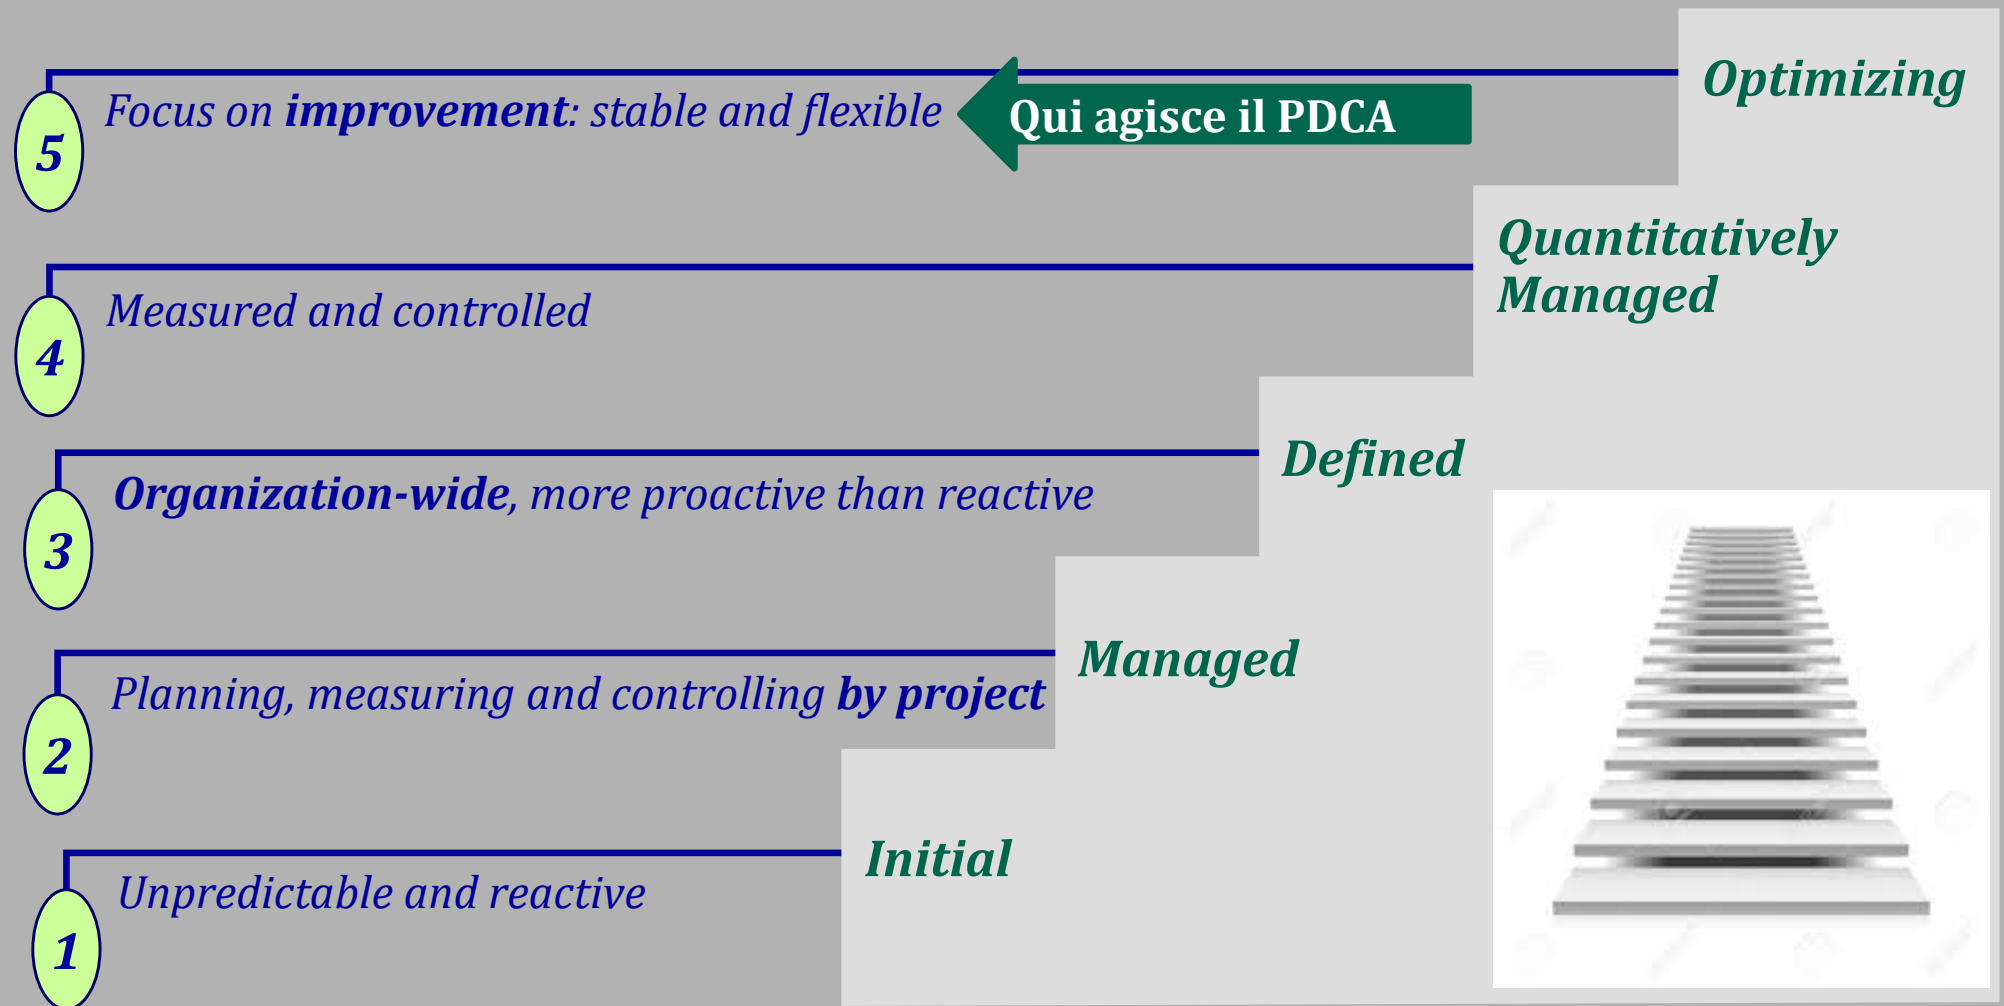 Optimizing
Focus on improvement: stable and flexible
Qui agisce il PDCA
5
Quantitatively
Managed
Measured and controlled
4
Defined
Organization-wide, more proactive than reactive
3
Managed
Planning, measuring and controlling by project
2
Initial
Unpredictable and reactive
1